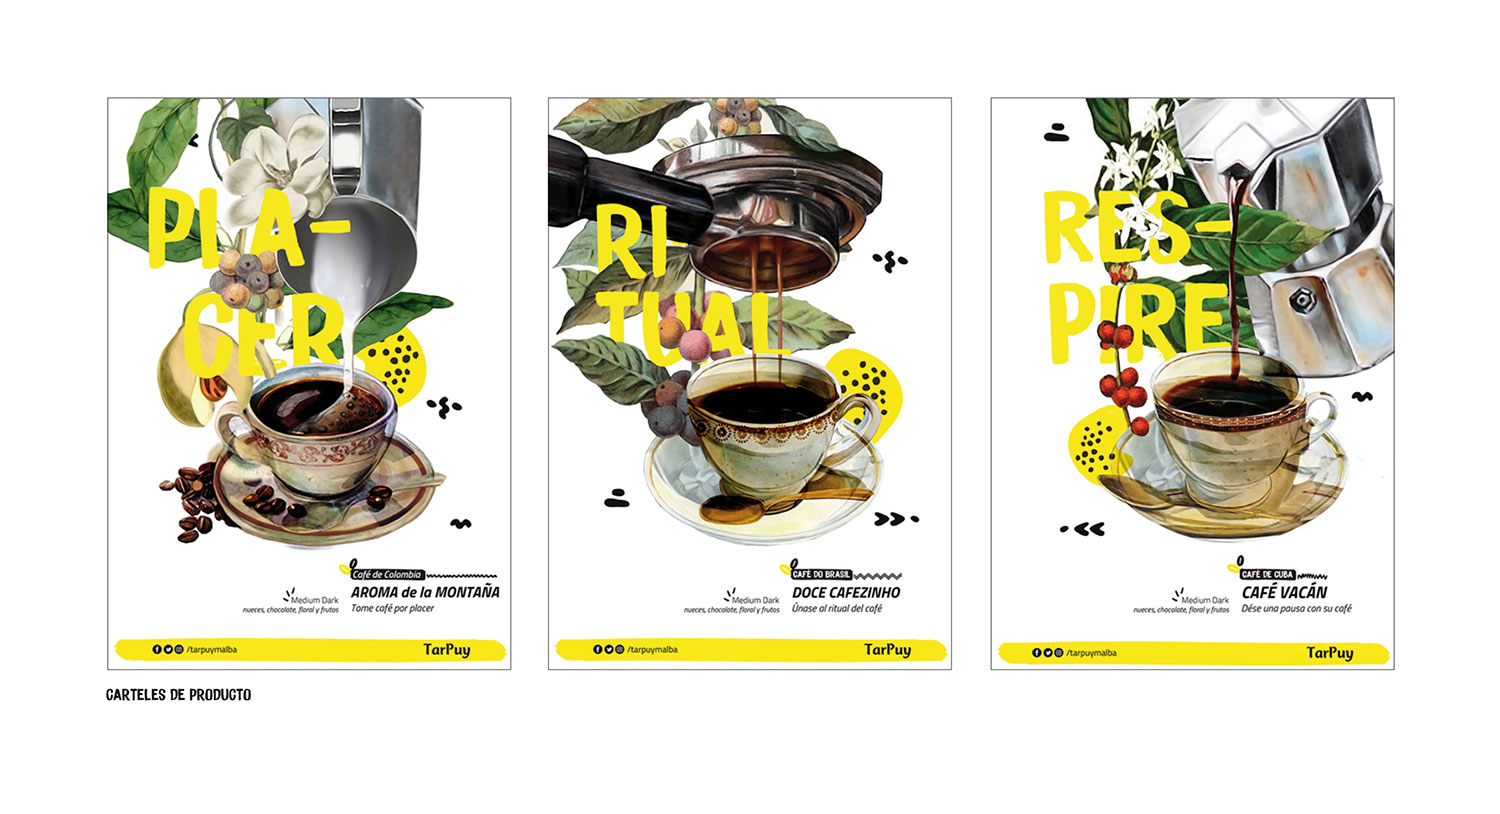 PLA-
CER
Café de Colombia
AROMA de la MONTAÑA
Tome café por placer
Medium Dark
nueces, chocolate, floral y frutos
/tarpuymalba
TarPuy
RI
TUAL
CAFÉ DO BRASIL
DOCE CAFEZINHO
Únase al ritual del café
Medium Dark
nueces, chocolate, floral y frutos
/tarpuymalba
TarPuy
RES-
PIRE
CAFÉ DE CUBA
CAFÉ VACÁN
Dése una pausa con su café
Medium Dark
nueces, chocolate, floral y frutos
/tarpuymalba
TarPuy
CARTELES DE PRODUCTO